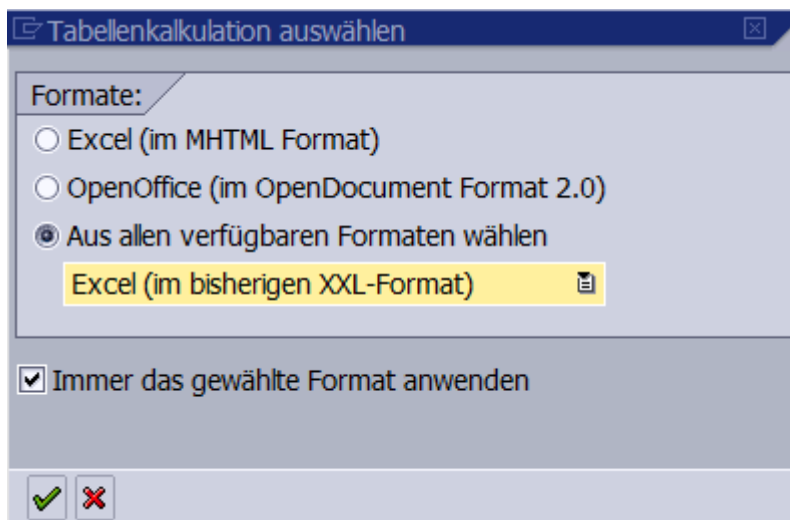 Tabellenkalkulation auswählen
Formate:
Excel (im MHTML Format)
OpenOffice (im OpenDocument Format 2.0)
Aus allen verfügbaren Formaten wählen
Excel (im bisherigen XXL-Format)
Immer das gewählte Format anwenden